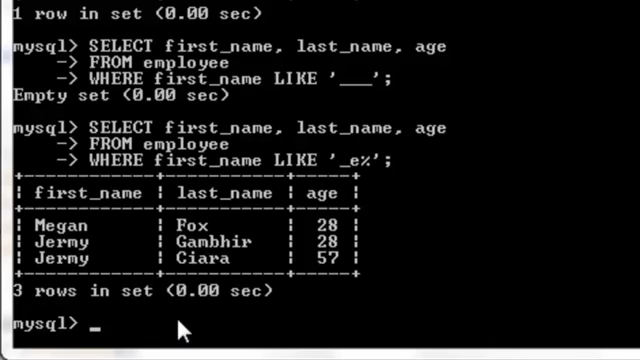 1 row in set (0.00 sec)
mysql> SELECT first_name, last_name, age
-> FROM employee
-> WHERE first_name LIKE '___';
Empty set (0.00 sec)
mysql> SELECT first_name, last_name, age
-> FROM employee
-> WHERE first_name LIKE '_e%';
+------------+-----------+-----+
| first_name | last_name | age |
+------------+-----------+-----+
| Megan | Fox | 28 |
| Jermy | Gambhir | 28 |
| Jermy | Ciara | 57 |
+------------+-----------+-----+
3 rows in set (0.00 sec)
mysql> _